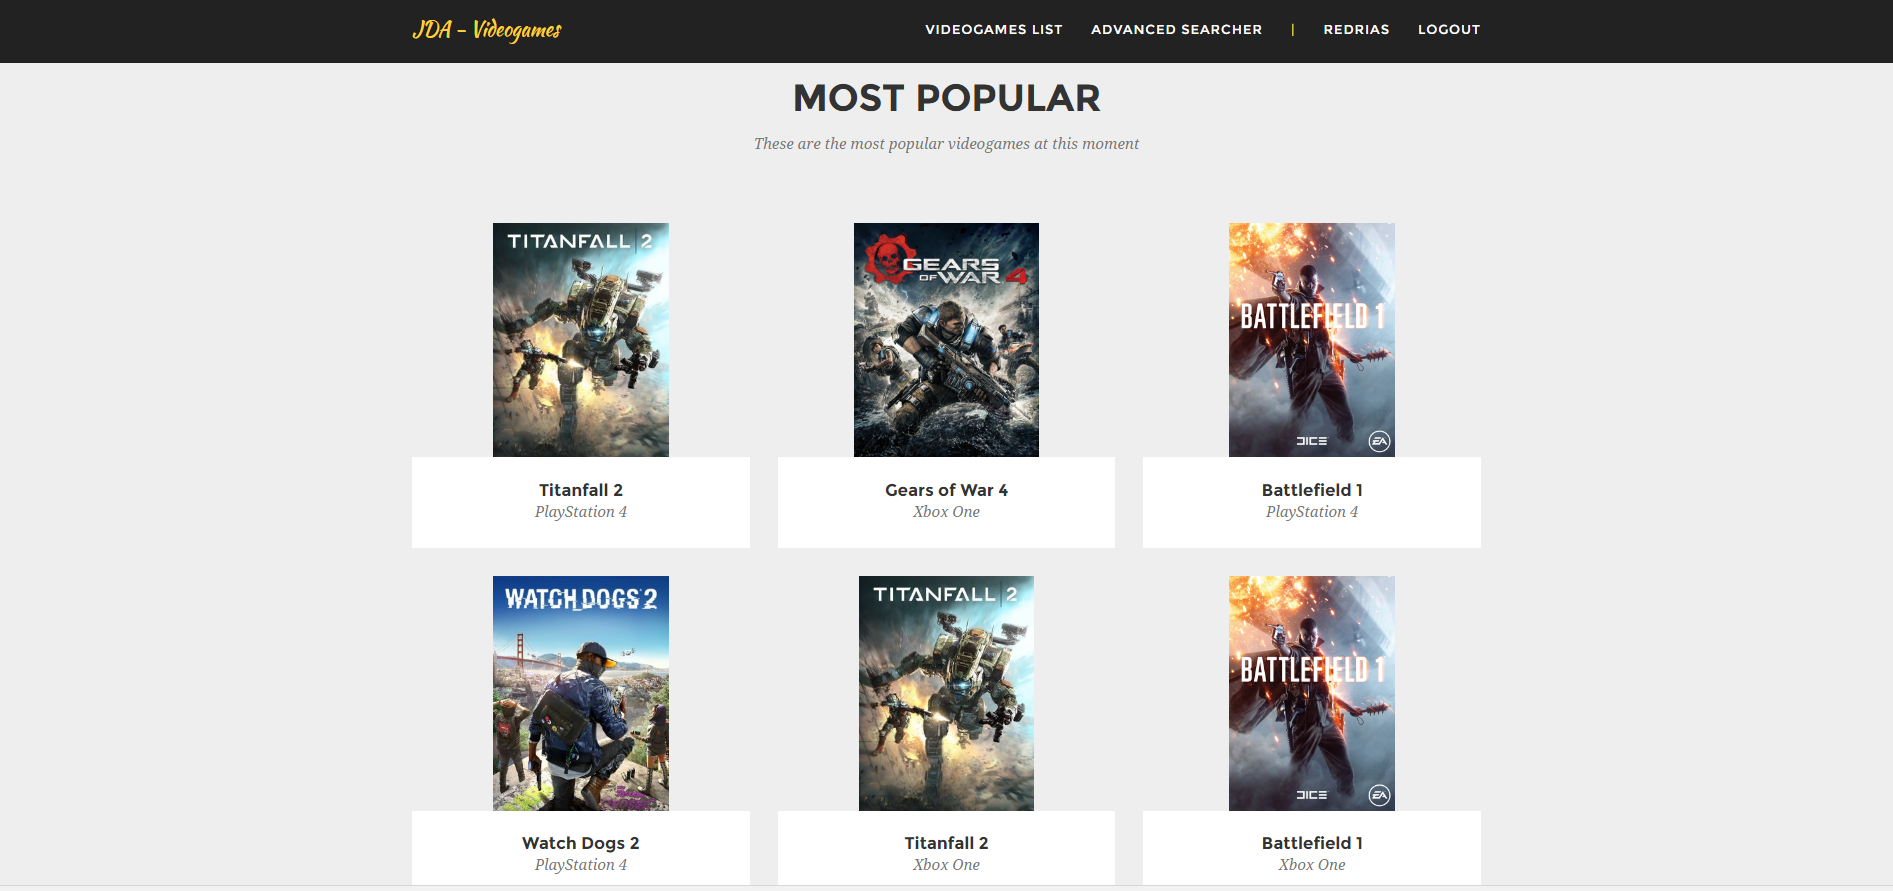 JDA - Videogames
VIDEOGAMES LIST ADVANCED SEARCHER | REDRIAS LOGOUT
MOST POPULAR
These are the most popular videogames at this moment
TITANFALL 2
GEARS OF WAR 4
BATTLEFIELD 1
DICE EA
Titanfall 2
PlayStation 4
Gears of War 4
Xbox One
Battlefield 1
PlayStation 4
WATCH DOGS 2
TITANFALL 2
BATTLEFIELD 1
DICE EA
Watch Dogs 2
PlayStation 4
Titanfall 2
Xbox One
Battlefield 1
Xbox One